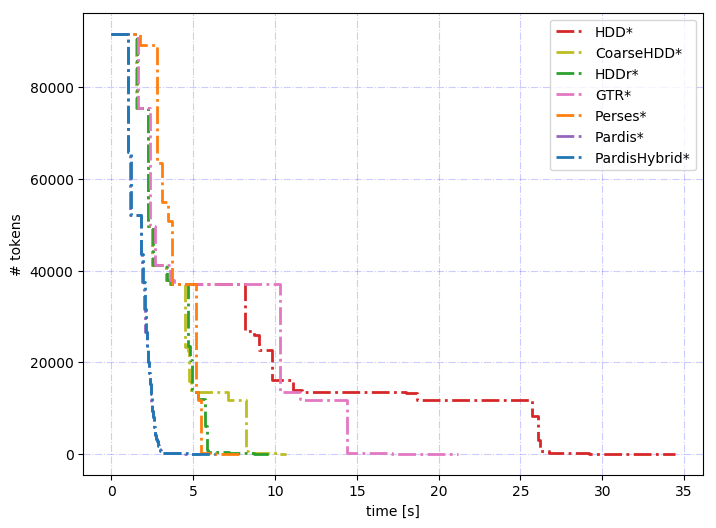 HDD*
CoarseHDD*
HDDr*
GTR*
Perses*
Pardis*
PardisHybrid*
# tokens
80000
60000
40000
20000
0
0 5 10 15 20 25 30 35
time [s]